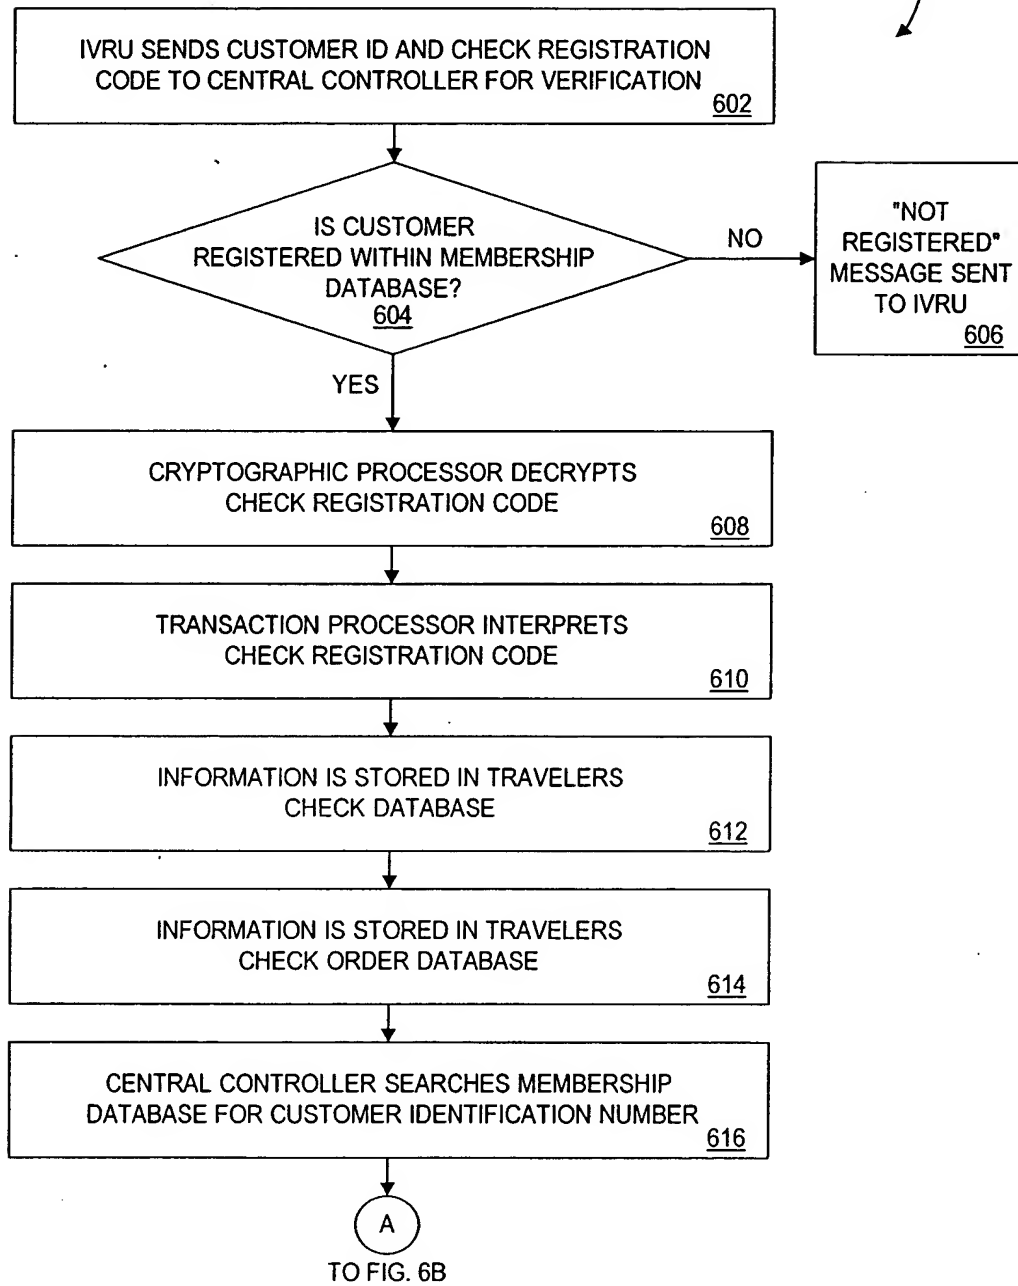 IVRU SENDS CUSTOMER ID AND CHECK REGISTRATION
CODE TO CENTRAL CONTROLLER FOR VERIFICATION
602
IS CUSTOMER
REGISTERED WITHIN MEMBERSHIP
DATABASE?
604
NO
"NOT
REGISTERED"
MESSAGE SENT
TO IVRU
606
YES
CRYPTOGRAPHIC PROCESSOR DECRYPTS
CHECK REGISTRATION CODE
608
TRANSACTION PROCESSOR INTERPRETS
CHECK REGISTRATION CODE
610
INFORMATION IS STORED IN TRAVELERS
CHECK DATABASE
612
INFORMATION IS STORED IN TRAVELERS
CHECK ORDER DATABASE
614
CENTRAL CONTROLLER SEARCHES MEMBERSHIP
DATABASE FOR CUSTOMER IDENTIFICATION NUMBER
616
A
TO FIG. 6B